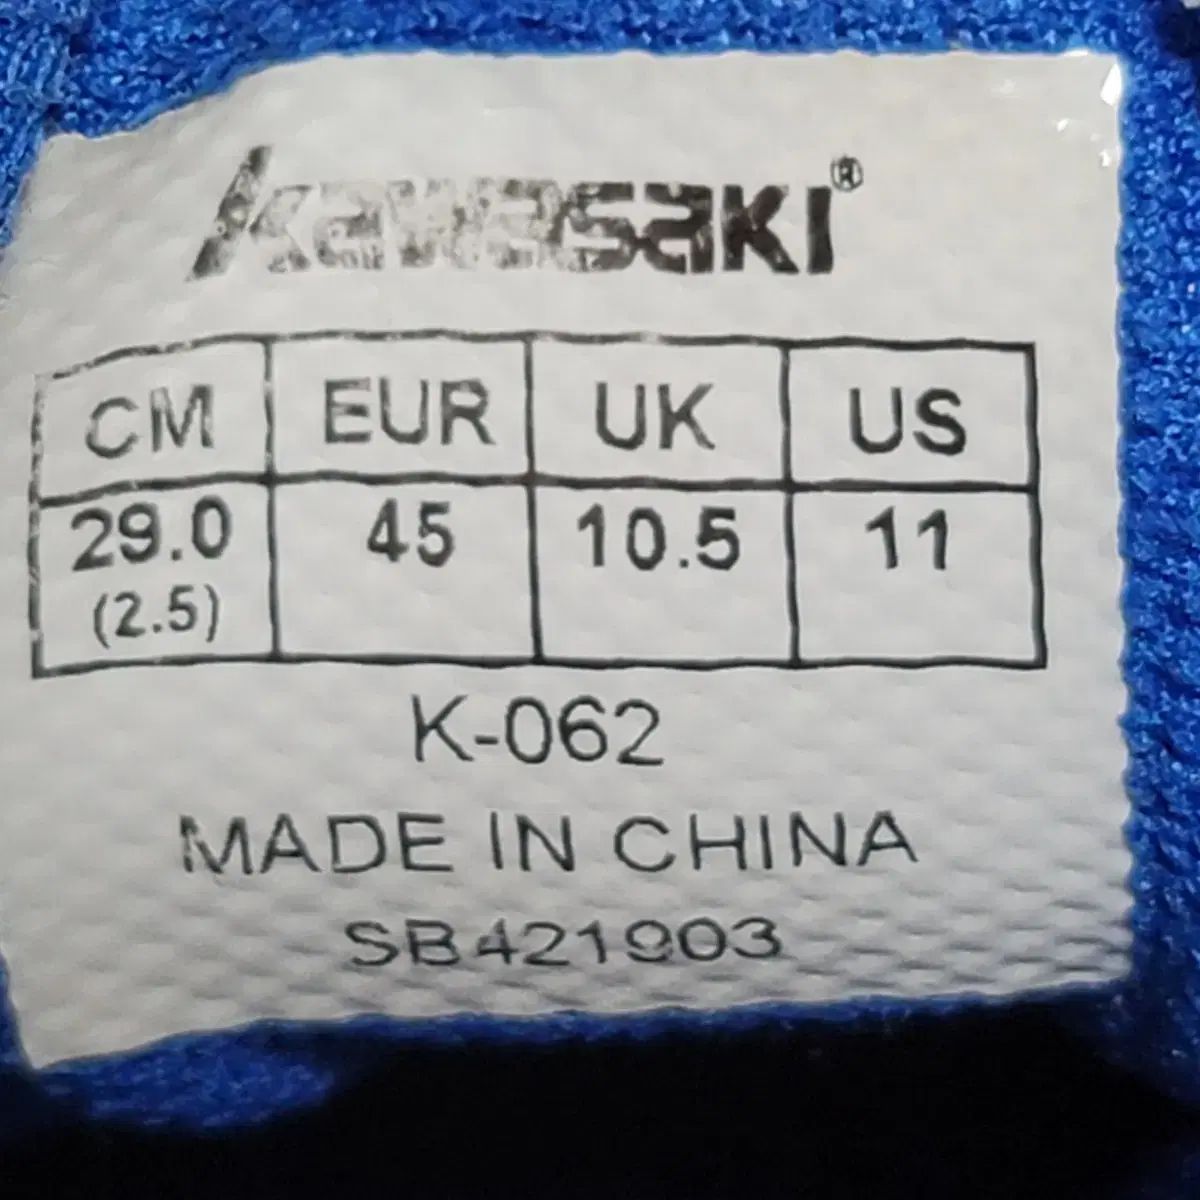 Kawasaki®
CM EUR UK US
29.0 45 10.5 11
(2.5)
K-062
MADE IN CHINA
SB421903